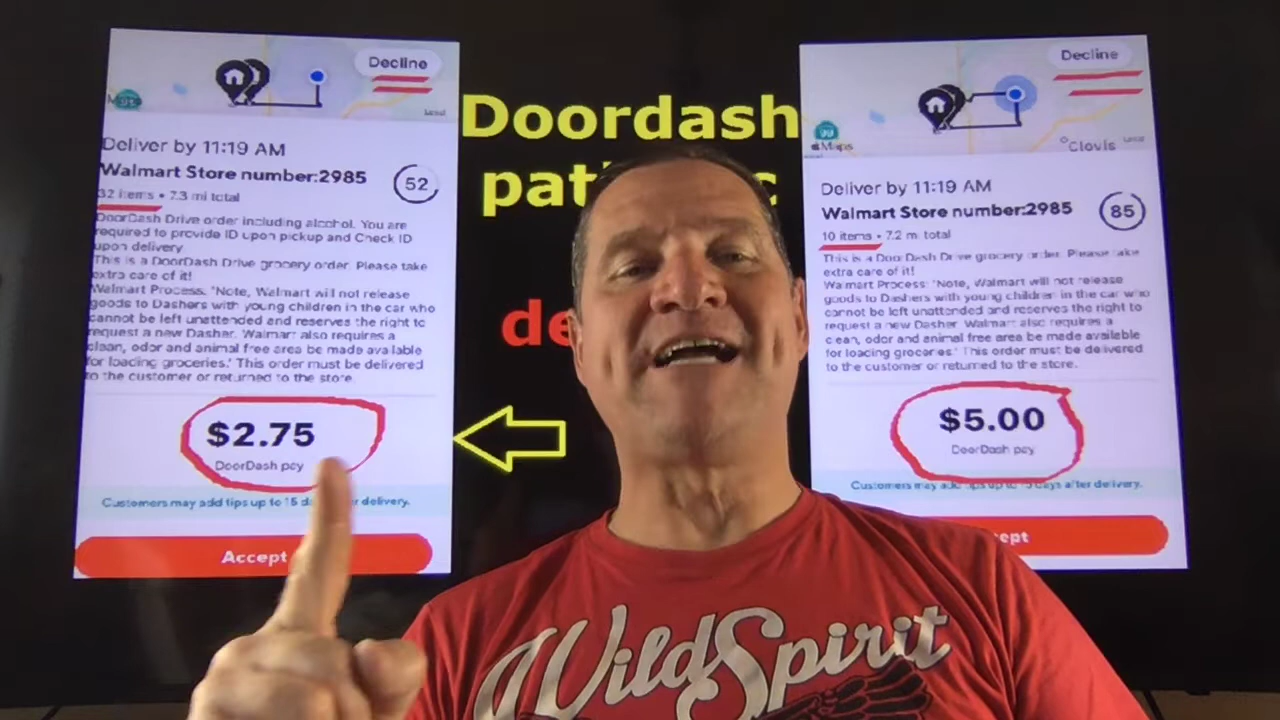 Decline
Maps
Deliver by 11:19 AM
Walmart Store number:2985
52
32 items • 7.3 mi total
DoorDash Drive order including alcohol. You are
required to provide ID upon pickup and Check ID
upon delivery.
This is a DoorDash Drive grocery order. Please take
extra care of it!
Walmart Process: 'Note, Walmart will not release
goods to Dashers with young children in the car who
cannot be left unattended and reserves the right to
request a new Dasher. Walmart also requires a
clean, odor and animal free area be made available
for loading groceries.' This order must be delivered
to the customer or returned to the store.
$2.75
DoorDash pay
Customers may add tips up to 15 delivery.
Accept
Doordash
Decline
99
Maps
Clovis
Legal
Deliver by 11:19 AM
Walmart Store number:2985
85
10 items • 7.2 mi total
This is a DoorDash Drive grocery order. Please take
extra care of it!
Walmart Process: 'Note, Walmart will not release
goods to Dashers with young children in the car who
cannot be left unattended and reserves the right to
request a new Dasher. Walmart also requires a
clean, odor and animal free area be made available
for loading groceries.' This order must be delivered
to the customer or returned to the store.
$5.00
DoorDash pay
Customers may add tips up to 15 days after delivery.
Wild Spirit